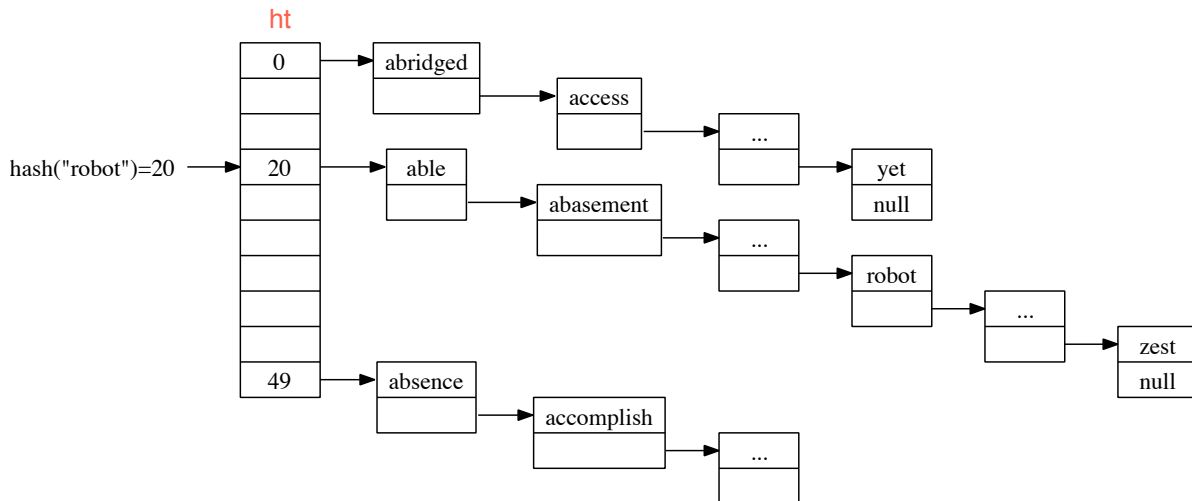 ht
0
abridged
access
...
hash("robot")=20
20
able
yet
null
abasement
...
robot
...
zest
49
absence
null
accomplish
...